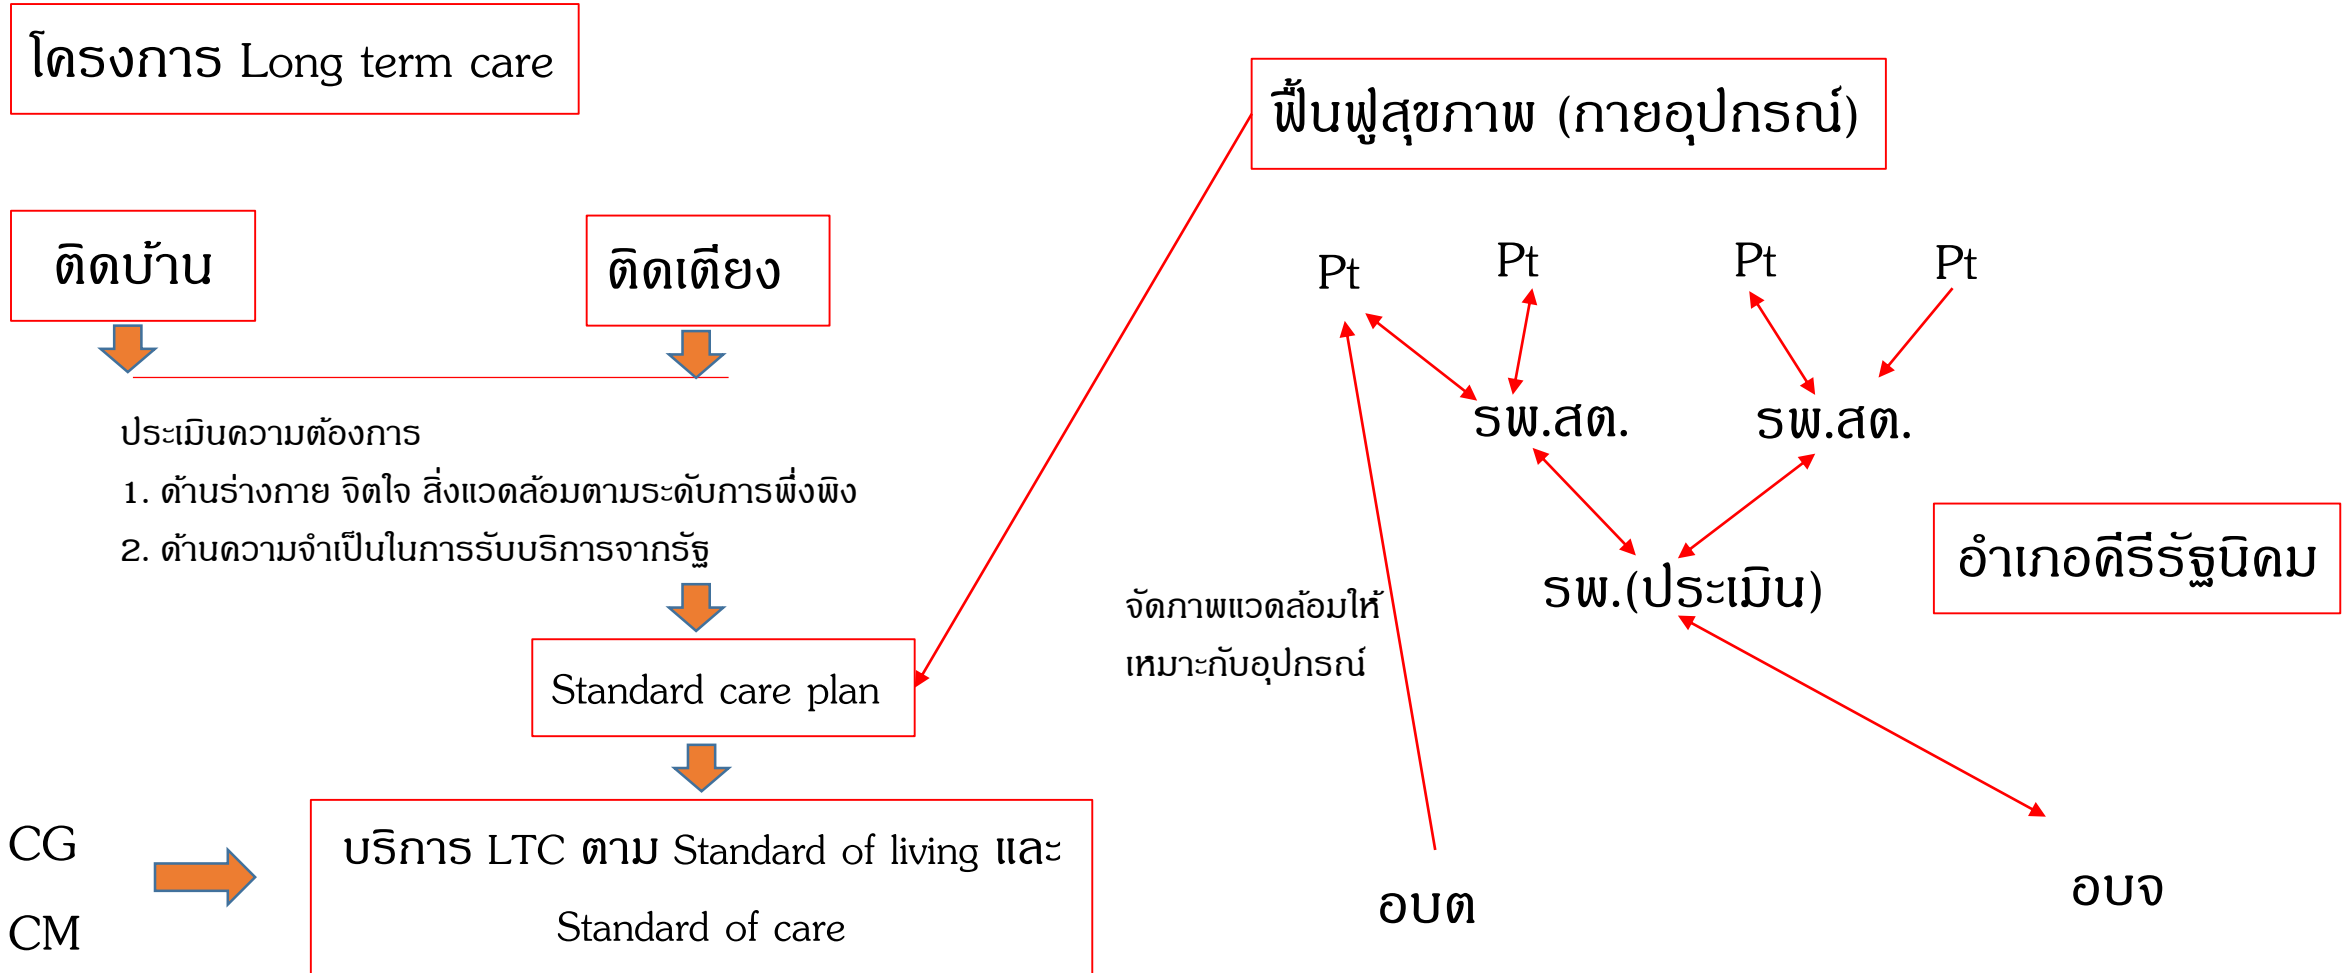 โครงการ Long term care
ติดบ้าน
ติดเตียง
ประเมินความต้องการ
1. ด้านร่างกาย จิตใจ สิ่งแวดล้อมตามระดับการพึ่งพิง
2. ด้านความจำเป็นในการรับบริการจากรัฐ
Standard care plan
CG
CM
บริการ LTC ตาม Standard of living และ
Standard of care
ฟื้นฟูสุขภาพ (กายอุปกรณ์)
Pt
Pt
Pt
Pt
รพ.สต.
รพ.สต.
รพ.(ประเมิน)
อำเภอคีรีรัฐนิคม
จัดภาพแวดล้อมให้
เหมาะกับอุปกรณ์
อบต
อบจ